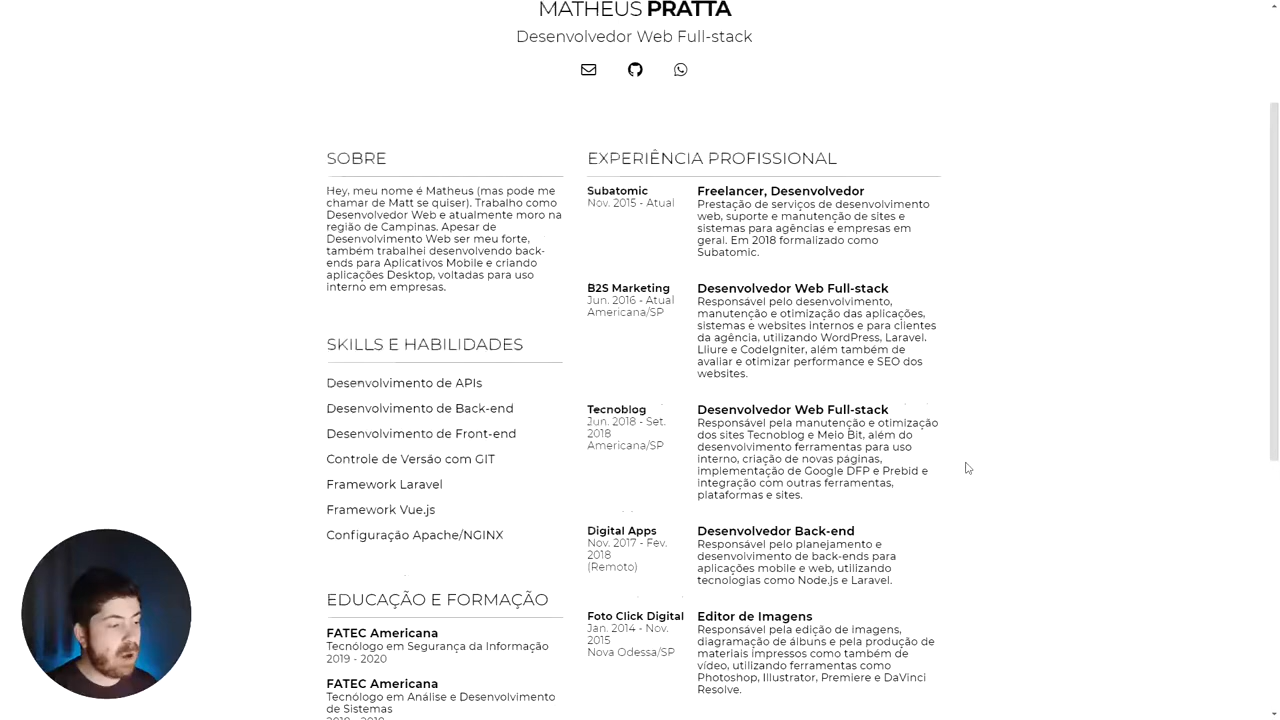 MATHEUS PRATTA
Desenvolvedor Web Full-stack
SOBRE
Hey, meu nome é Matheus (mas pode me
chamar de Matt se quiser). Trabalho como
Desenvolvedor Web e atualmente moro na
região de Campinas. Apesar de
Desenvolvimento Web ser meu forte,
também trabalhei desenvolvendo back-
ends para Aplicativos Mobile e criando
aplicações Desktop, voltadas para uso
interno em empresas.
SKILLS E HABILIDADES
Desenvolvimento de APIs
Desenvolvimento de Back-end
Desenvolvimento de Front-end
Controle de Versão com GIT
Framework Laravel
Framework Vue.js
Configuração Apache/NGINX
EDUCAÇÃO E FORMAÇÃO
FATEC Americana
Tecnólogo em Segurança da Informação
2019 - 2020
FATEC Americana
Tecnólogo em Análise e Desenvolvimento
de Sistemas
EXPERIÊNCIA PROFISSIONAL
Subatomic
Nov. 2015 - Atual
Freelancer, Desenvolvedor
Prestação de serviços de desenvolvimento
web, suporte e manutenção de sites e
sistemas para agências e empresas em
geral. Em 2018 formalizado como
Subatomic.
B2S Marketing
Jun. 2016 - Atual
Americana/SP
Desenvolvedor Web Full-stack
Responsável pelo desenvolvimento,
manutenção e otimização das aplicações,
sistemas e websites internos e para clientes
da agência, utilizando WordPress, Laravel.
Lliure e CodeIgniter, além também de
avaliar e otimizar performance e SEO dos
websites.
Tecnoblog
Jun. 2018 - Set.
2018
Americana/SP
Desenvolvedor Web Full-stack
Responsável pela manutenção e otimização
dos sites Tecnoblog e Meio Bit, além do
desenvolvimento ferramentas para uso
interno, criação de novas páginas,
implementação de Google DFP e Prebid e
integração com outras ferramentas,
plataformas e sites.
Digital Apps
Nov. 2017 - Fev.
2018
(Remoto)
Desenvolvedor Back-end
Responsável pelo planejamento e
desenvolvimento de back-ends para
aplicações mobile e web, utilizando
tecnologias como Node.js e Laravel.
Foto Click Digital
Jan. 2014 - Nov.
2015
Nova Odessa/SP
Editor de Imagens
Responsável pela edição de imagens,
diagramação de álbuns e pela produção de
materiais impressos como também de
vídeo, utilizando ferramentas como
Photoshop, Illustrator, Premiere e DaVinci
Resolve.